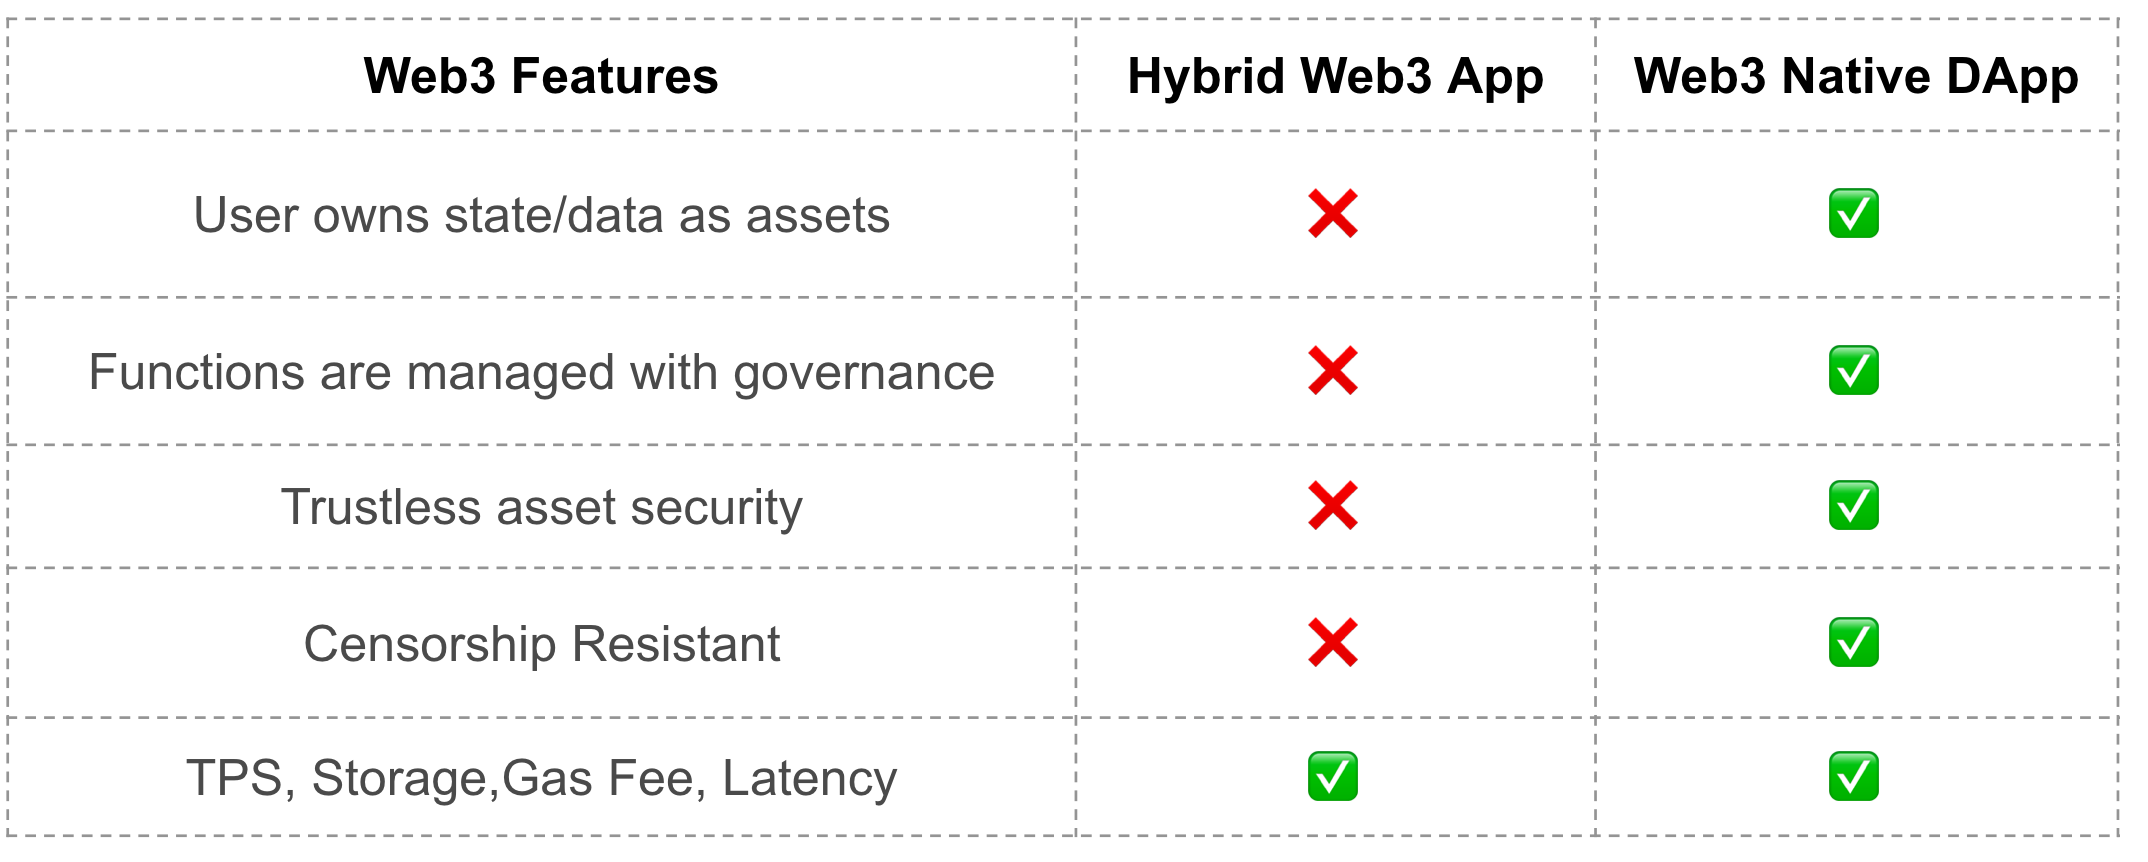 Web3 Features Hybrid Web3 App Web3 Native DApp
User owns state/data as assets ❌ ✅
Functions are managed with governance ❌ ✅
Trustless asset security ❌ ✅
Censorship Resistant ❌ ✅
TPS, Storage,Gas Fee, Latency ✅ ✅